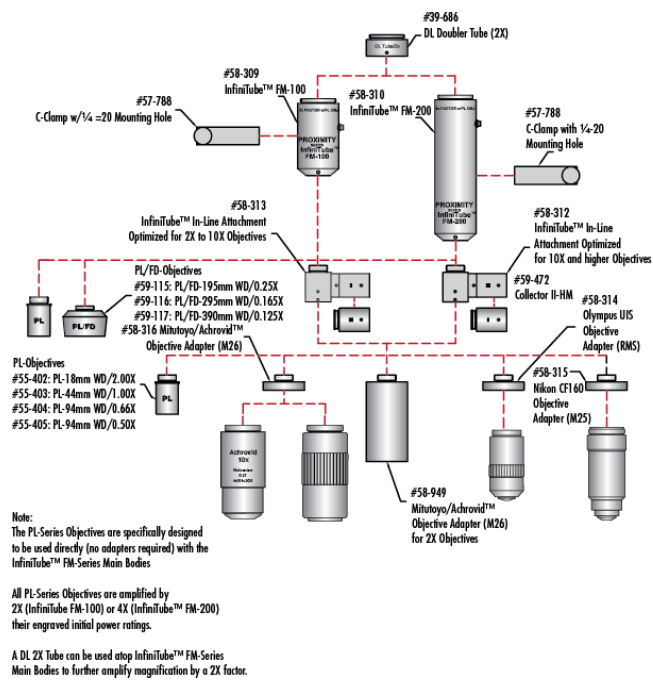 #39-686
DL Doubler Tube (2X)
DL Tube/2x
#58-309
InfiniTube™ FM-100
#58-310
InfiniTube™ FM-200
#57-788
C-Clamp w/¼ =20 Mounting Hole
#57-788
C-Clamp with ¼-20
Mounting Hole
PROXIMITY
InfiniTube™
FM-100
PROXIMITY
InfiniTube™
FM-200
#58-313
InfiniTube™ In-Line Attachment
Optimized for 2X to 10X Objectives
#58-312
InfiniTube™ In-Line
Attachment Optimized
for 10X and higher Objectives
PL
PL/FD
PL/FD-Objectives
#59-115: PL/FD-195mm WD/0.25X
#59-116: PL/FD-295mm WD/0.165X
#59-117: PL/FD-390mm WD/0.125X
#59-472
Collector II-HM
#58-316 Mitutoyo/Achrovid™
Objective Adapter (M26)
#58-314
Olympus UIS
Objective
Adapter (RMS)
PL-Objectives
#55-402: PL-18mm WD/2.00X
#55-403: PL-44mm WD/1.00X
#55-404: PL-94mm WD/0.66X
#55-405: PL-94mm WD/0.50X
PL
#58-315
Nikon CF160
Objective
Adapter (M25)
Achrovid
10x
#58-949
Mitutoyo/Achrovid™
Objective Adapter (M26)
for 2X Objectives
Note:
The PL-Series Objectives are specifically designed
to be used directly (no adapters required) with the
InfiniTube™ FM-Series Main Bodies
All PL-Series Objectives are amplified by
2X (InfiniTube FM-100) or 4X (InfiniTube™ FM-200)
their engraved initial power ratings.
A DL 2X Tube can be used atop InfiniTube™ FM-Series
Main Bodies to further amplify magnification by a 2X factor.